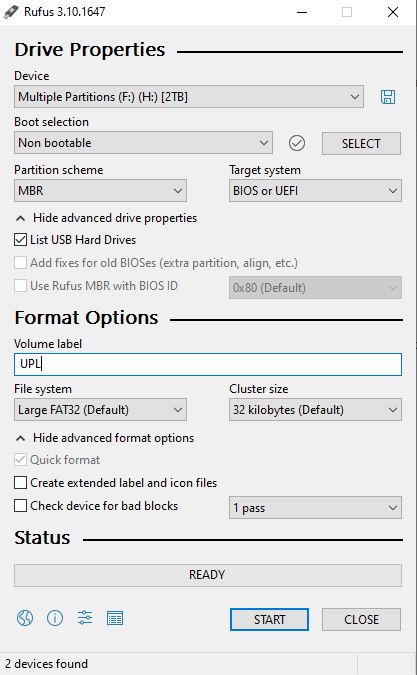 Rufus 3.10.1647
Drive Properties
Device
Multiple Partitions (F:) (H:) [2TB]
Boot selection
Non bootable
SELECT
Partition scheme
Target system
MBR
BIOS or UEFI
Hide advanced drive properties
List USB Hard Drives
Add fixes for old BIOSes (extra partition, align, etc.)
Use Rufus MBR with BIOS ID
0x80 (Default)
Format Options
Volume label
UPL
File system
Cluster size
Large FAT32 (Default)
32 kilobytes (Default)
Hide advanced format options
Quick format
Create extended label and icon files
Check device for bad blocks
1 pass
Status
READY
START
CLOSE
2 devices found